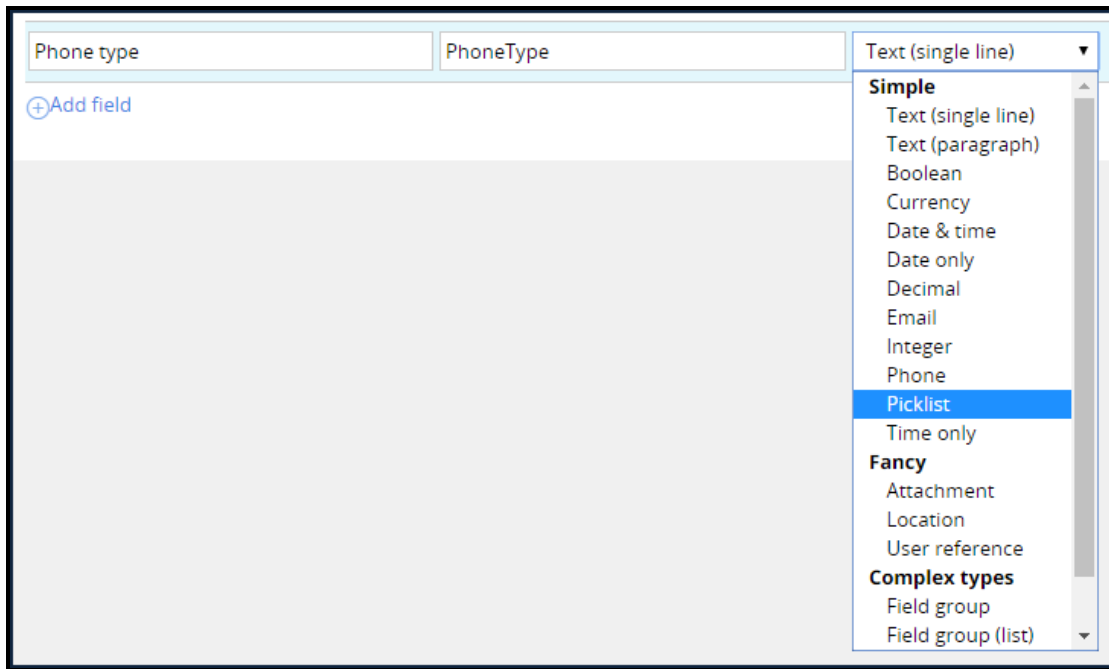 Phone type PhoneType Text (single line)
Add field
Simple
Text (single line)
Text (paragraph)
Boolean
Currency
Date & time
Date only
Decimal
Email
Integer
Phone
Picklist
Time only
Fancy
Attachment
Location
User reference
Complex types
Field group
Field group (list)